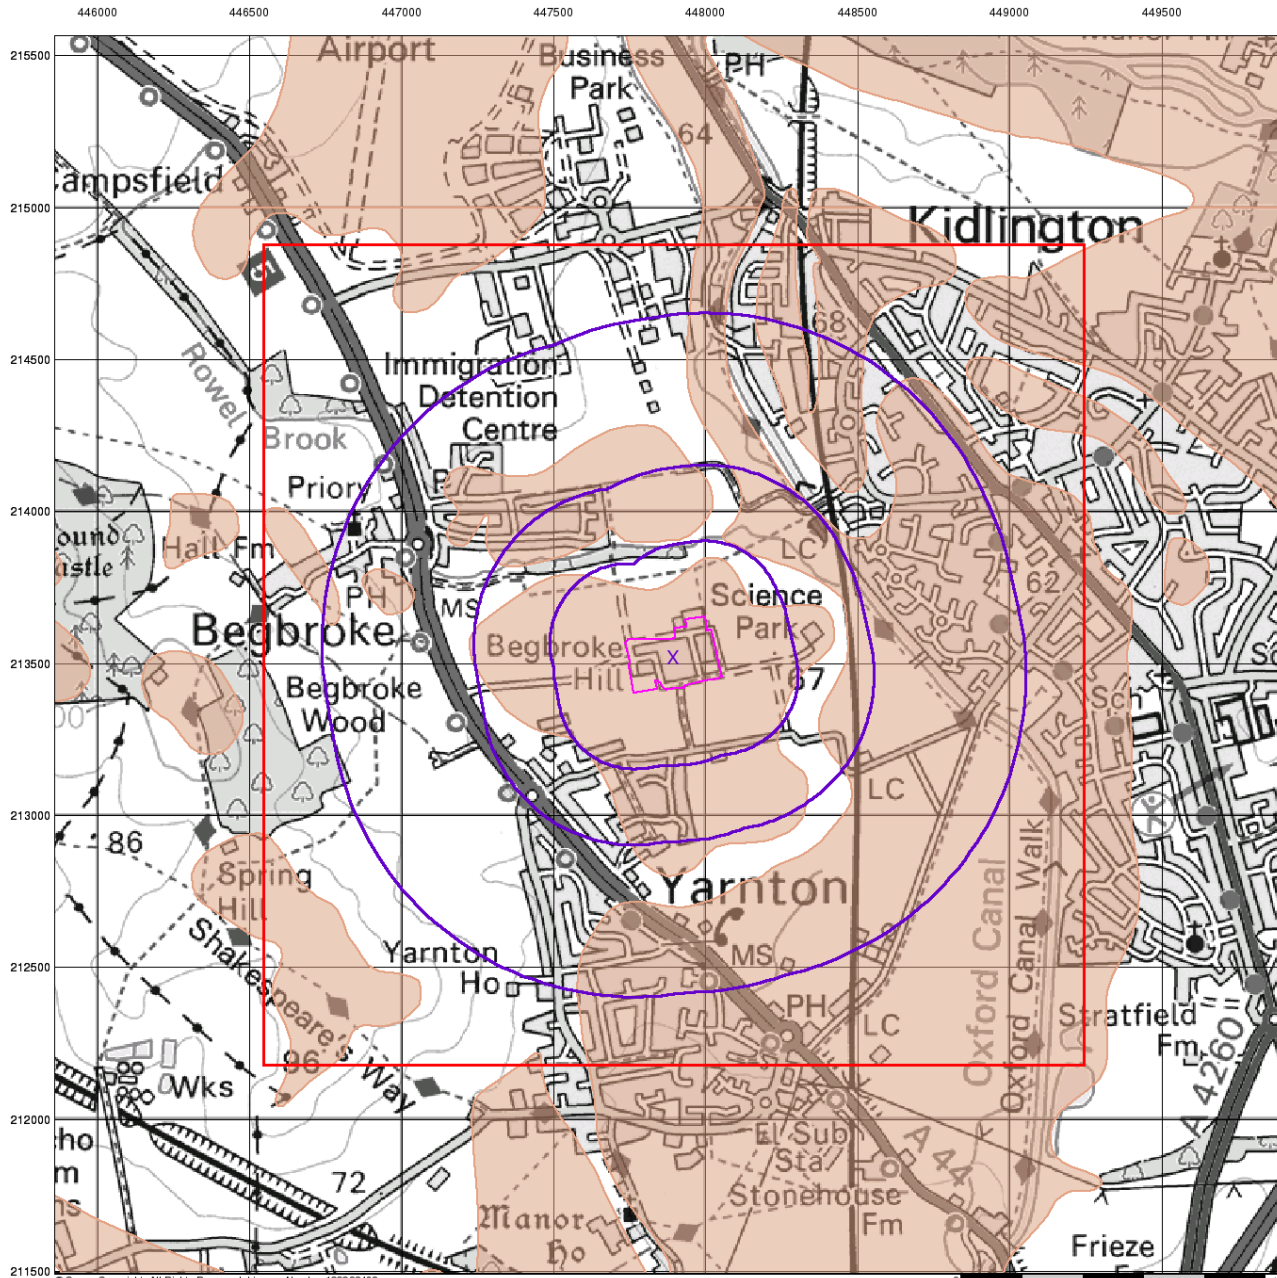 446000 446500 447000 447500 448000 448500 449000 449500
215500
215000
214500
214000
213500
213000
212500
212000
211500
Airport
Business
Park
PH
64
Campsfield
Kidlington
68
Rowel
Brook
Immigration
Detention
Centre
Priory
Hall Fm
LC
62
PH
MS
Science
Park
Begbroke
Begbroke
Hill
X
67
Begbroke
Wood
Sch
LC
86
Yarnton
Spring
Hill
Oxford Canal
Oxford Canal Walk
Shakespeare's Way
Yarnton
Ho
MS
PH
LC
Stratfield
Fm
A 4260
96
Wks
El Sub
Sta
A 44
72
Stonehouse
Fm
Manor
Ho
Frieze